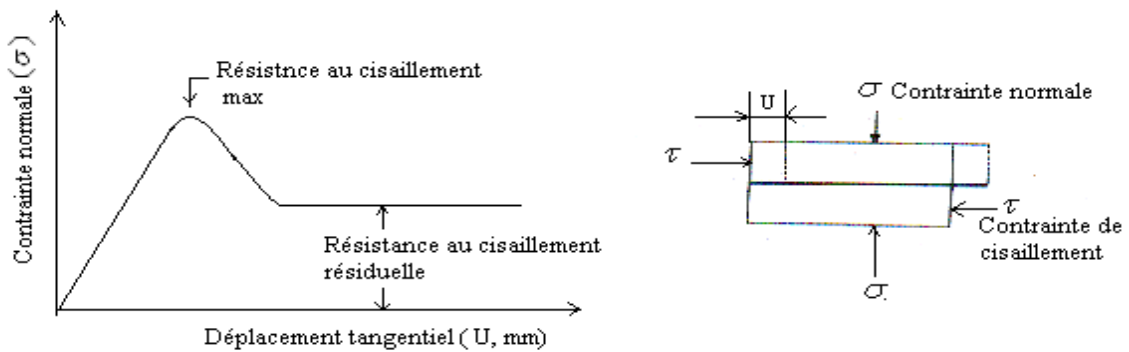 Contrainte normale (σ)
Résistnce au cisaillement
max
Résistance au cisaillement
résiduelle
Déplacement tangentiel ( U, mm)
U
σ Contrainte normale
τ
τ
Contrainte de
cisaillement
σ.